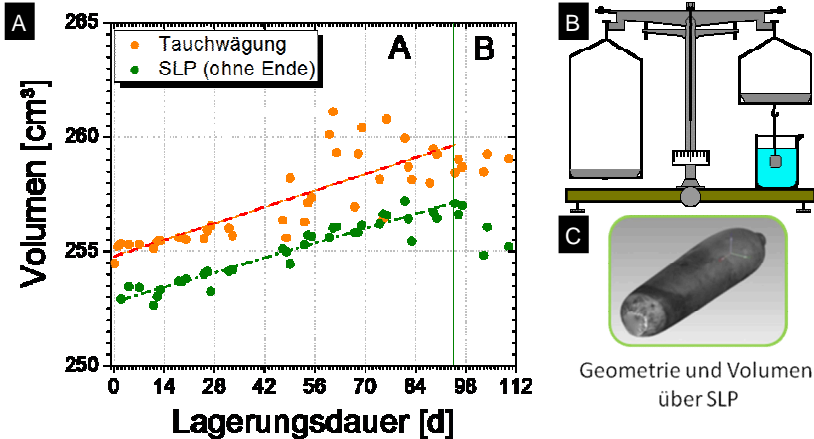 A
265
260
255
250
Volumen [cm³]
Tauchwägung
SLP (ohne Ende)
A
B
0 14 28 42 56 70 84 98 112
Lagerungsdauer [d]
B
C
Geometrie und Volumen
über SLP